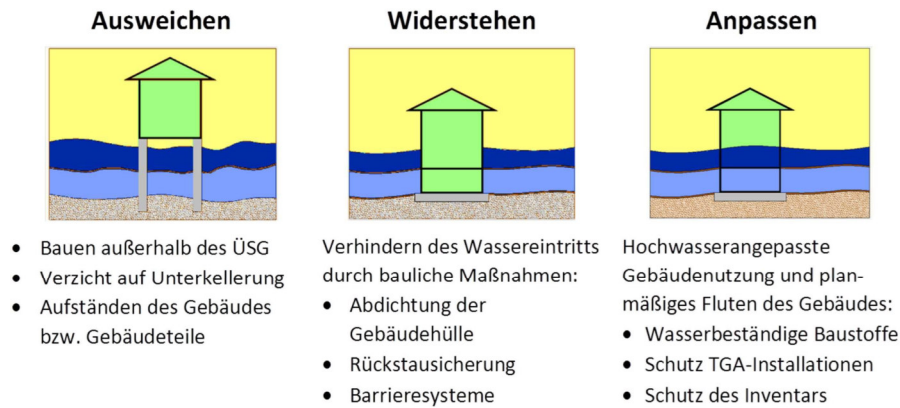 Ausweichen
• Bauen außerhalb des ÜSG
• Verzicht auf Unterkellerung
• Aufständen des Gebäudes
bzw. Gebäudeteile
Widerstehen
Verhindern des Wassereintritts
durch bauliche Maßnahmen:
• Abdichtung der
Gebäudehülle
• Rückstausicherung
• Barrieresysteme
Anpassen
Hochwasserangepasste
Gebäudenutzung und plan-
mäßiges Fluten des Gebäudes:
• Wasserbeständige Baustoffe
• Schutz TGA-Installationen
• Schutz des Inventars